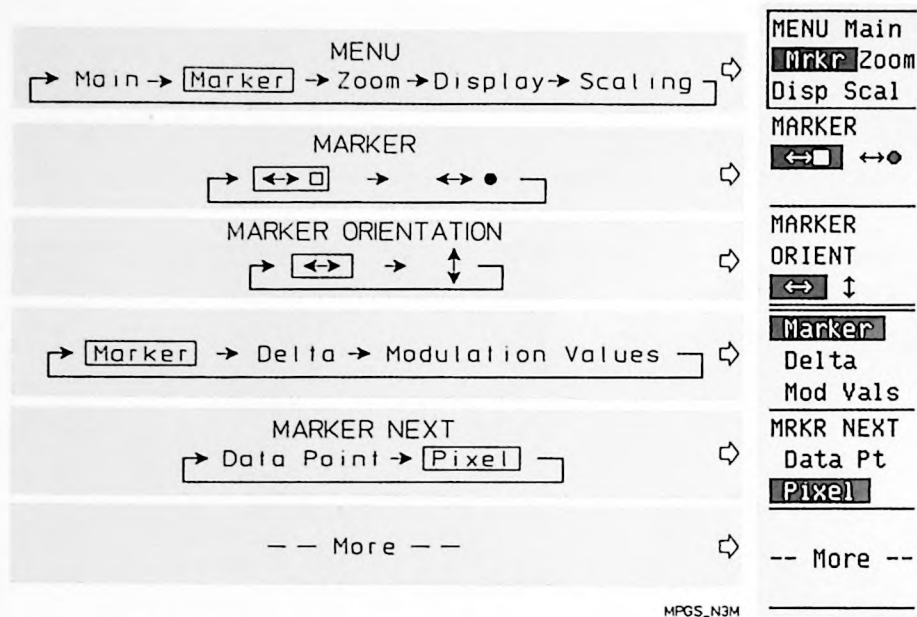 MENU
Main → Marker → Zoom → Display → Scaling
MARKER
↔ □ → ↔ ●
MARKER ORIENTATION
↔ → ↕
Marker → Delta → Modulation Values
MARKER NEXT
Data Point → Pixel
-- More --
MPGS_N3M
MENU Main
Mrkr Zoom
Disp Scal
MARKER
↔□ ↔●
MARKER
ORIENT
↔ ↕
Marker
Delta
Mod Vals
MRKR NEXT
Data Pt
Pixel
-- More --